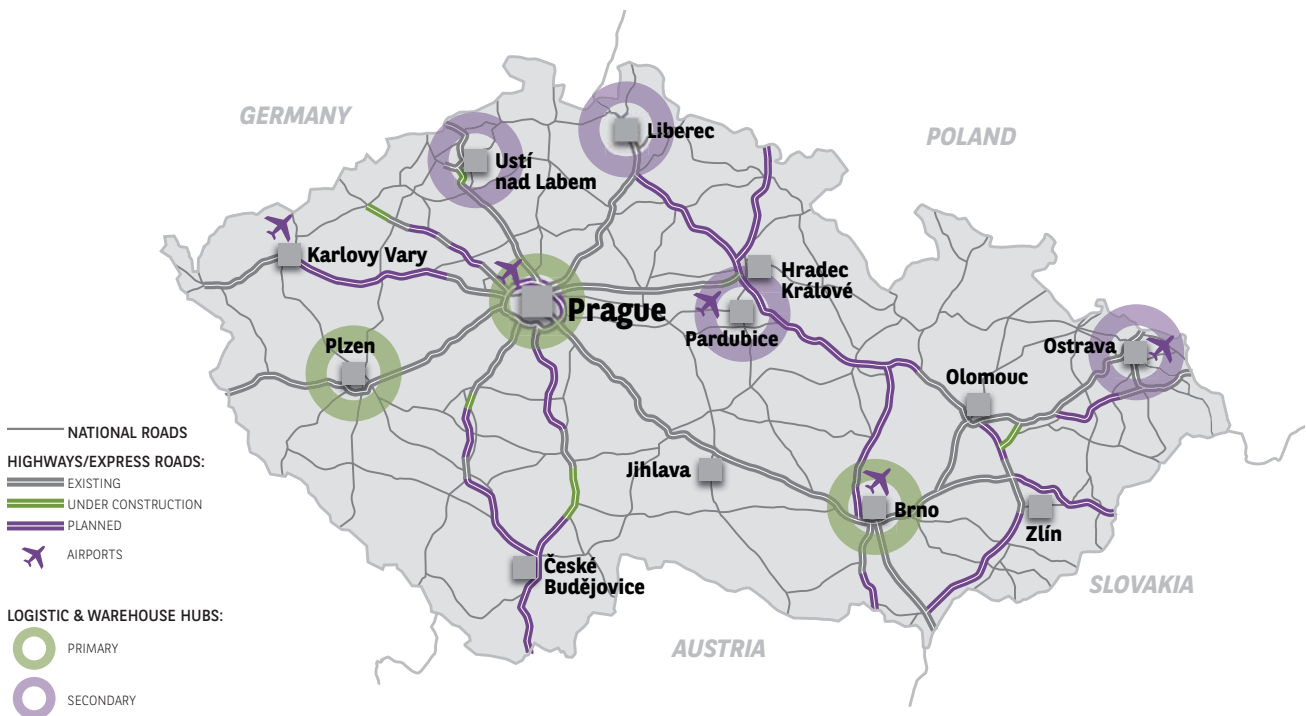 GERMANY
POLAND
Liberec
Ustí
nad Labem
Karlovy Vary
Hradec
Králové
Prague
Pardubice
Plzen
Ostrava
Olomouc
NATIONAL ROADS
HIGHWAYS/EXPRESS ROADS:
EXISTING
UNDER CONSTRUCTION
PLANNED
AIRPORTS
Jihlava
Brno
Zlín
České
Budějovice
SLOVAKIA
AUSTRIA
LOGISTIC & WAREHOUSE HUBS:
PRIMARY
SECONDARY